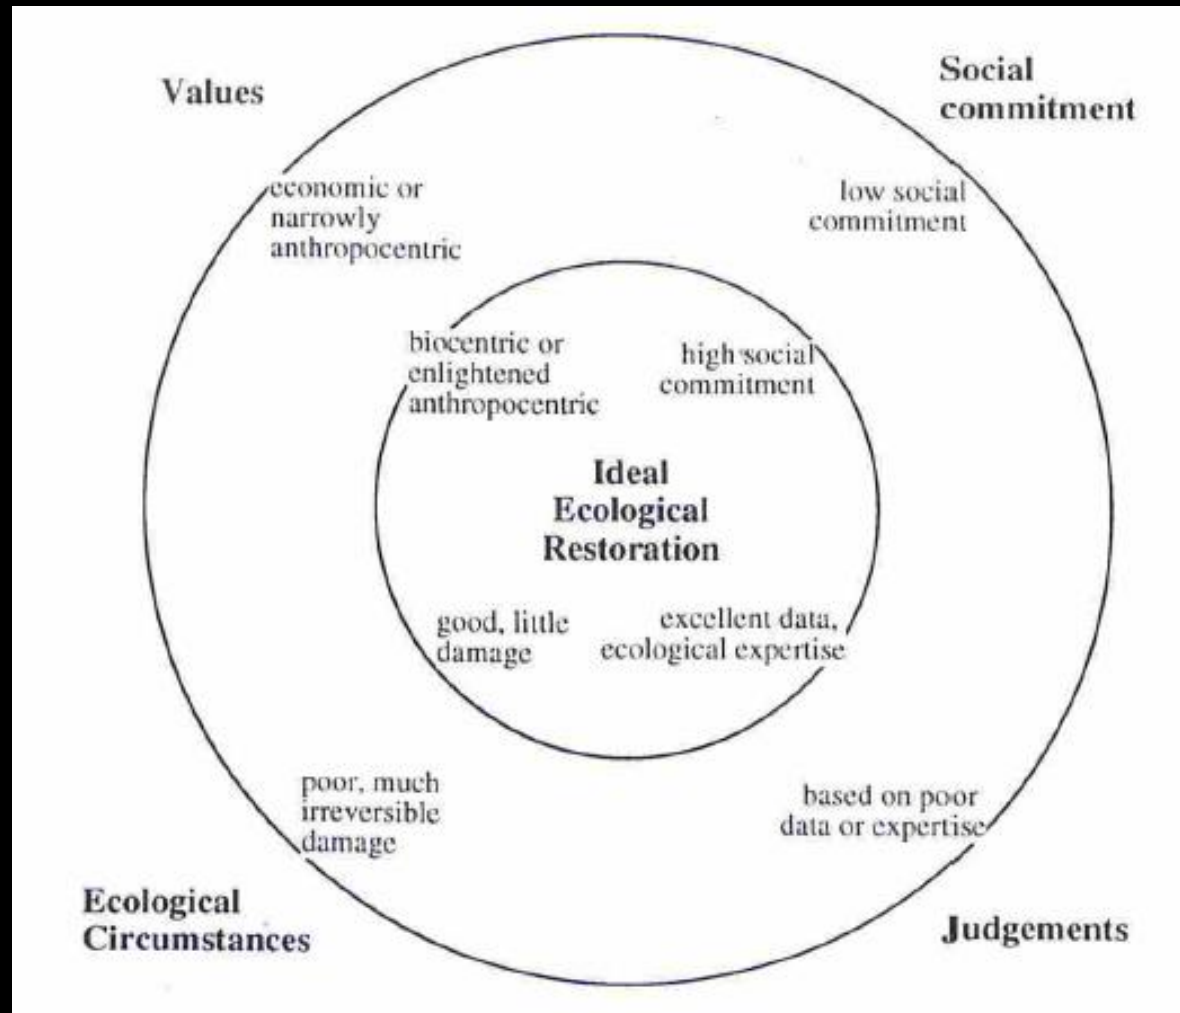 Values
Social
commitment
economic or
narrowly
anthropocentric
low social
commitment
biocentric or
enlightened
anthropocentric
high social
commitment
Ideal
Ecological
Restoration
good, little
damage
excellent data,
ecological expertise
poor, much
irreversible
damage
based on poor
data or expertise
Ecological
Circumstances
Judgements